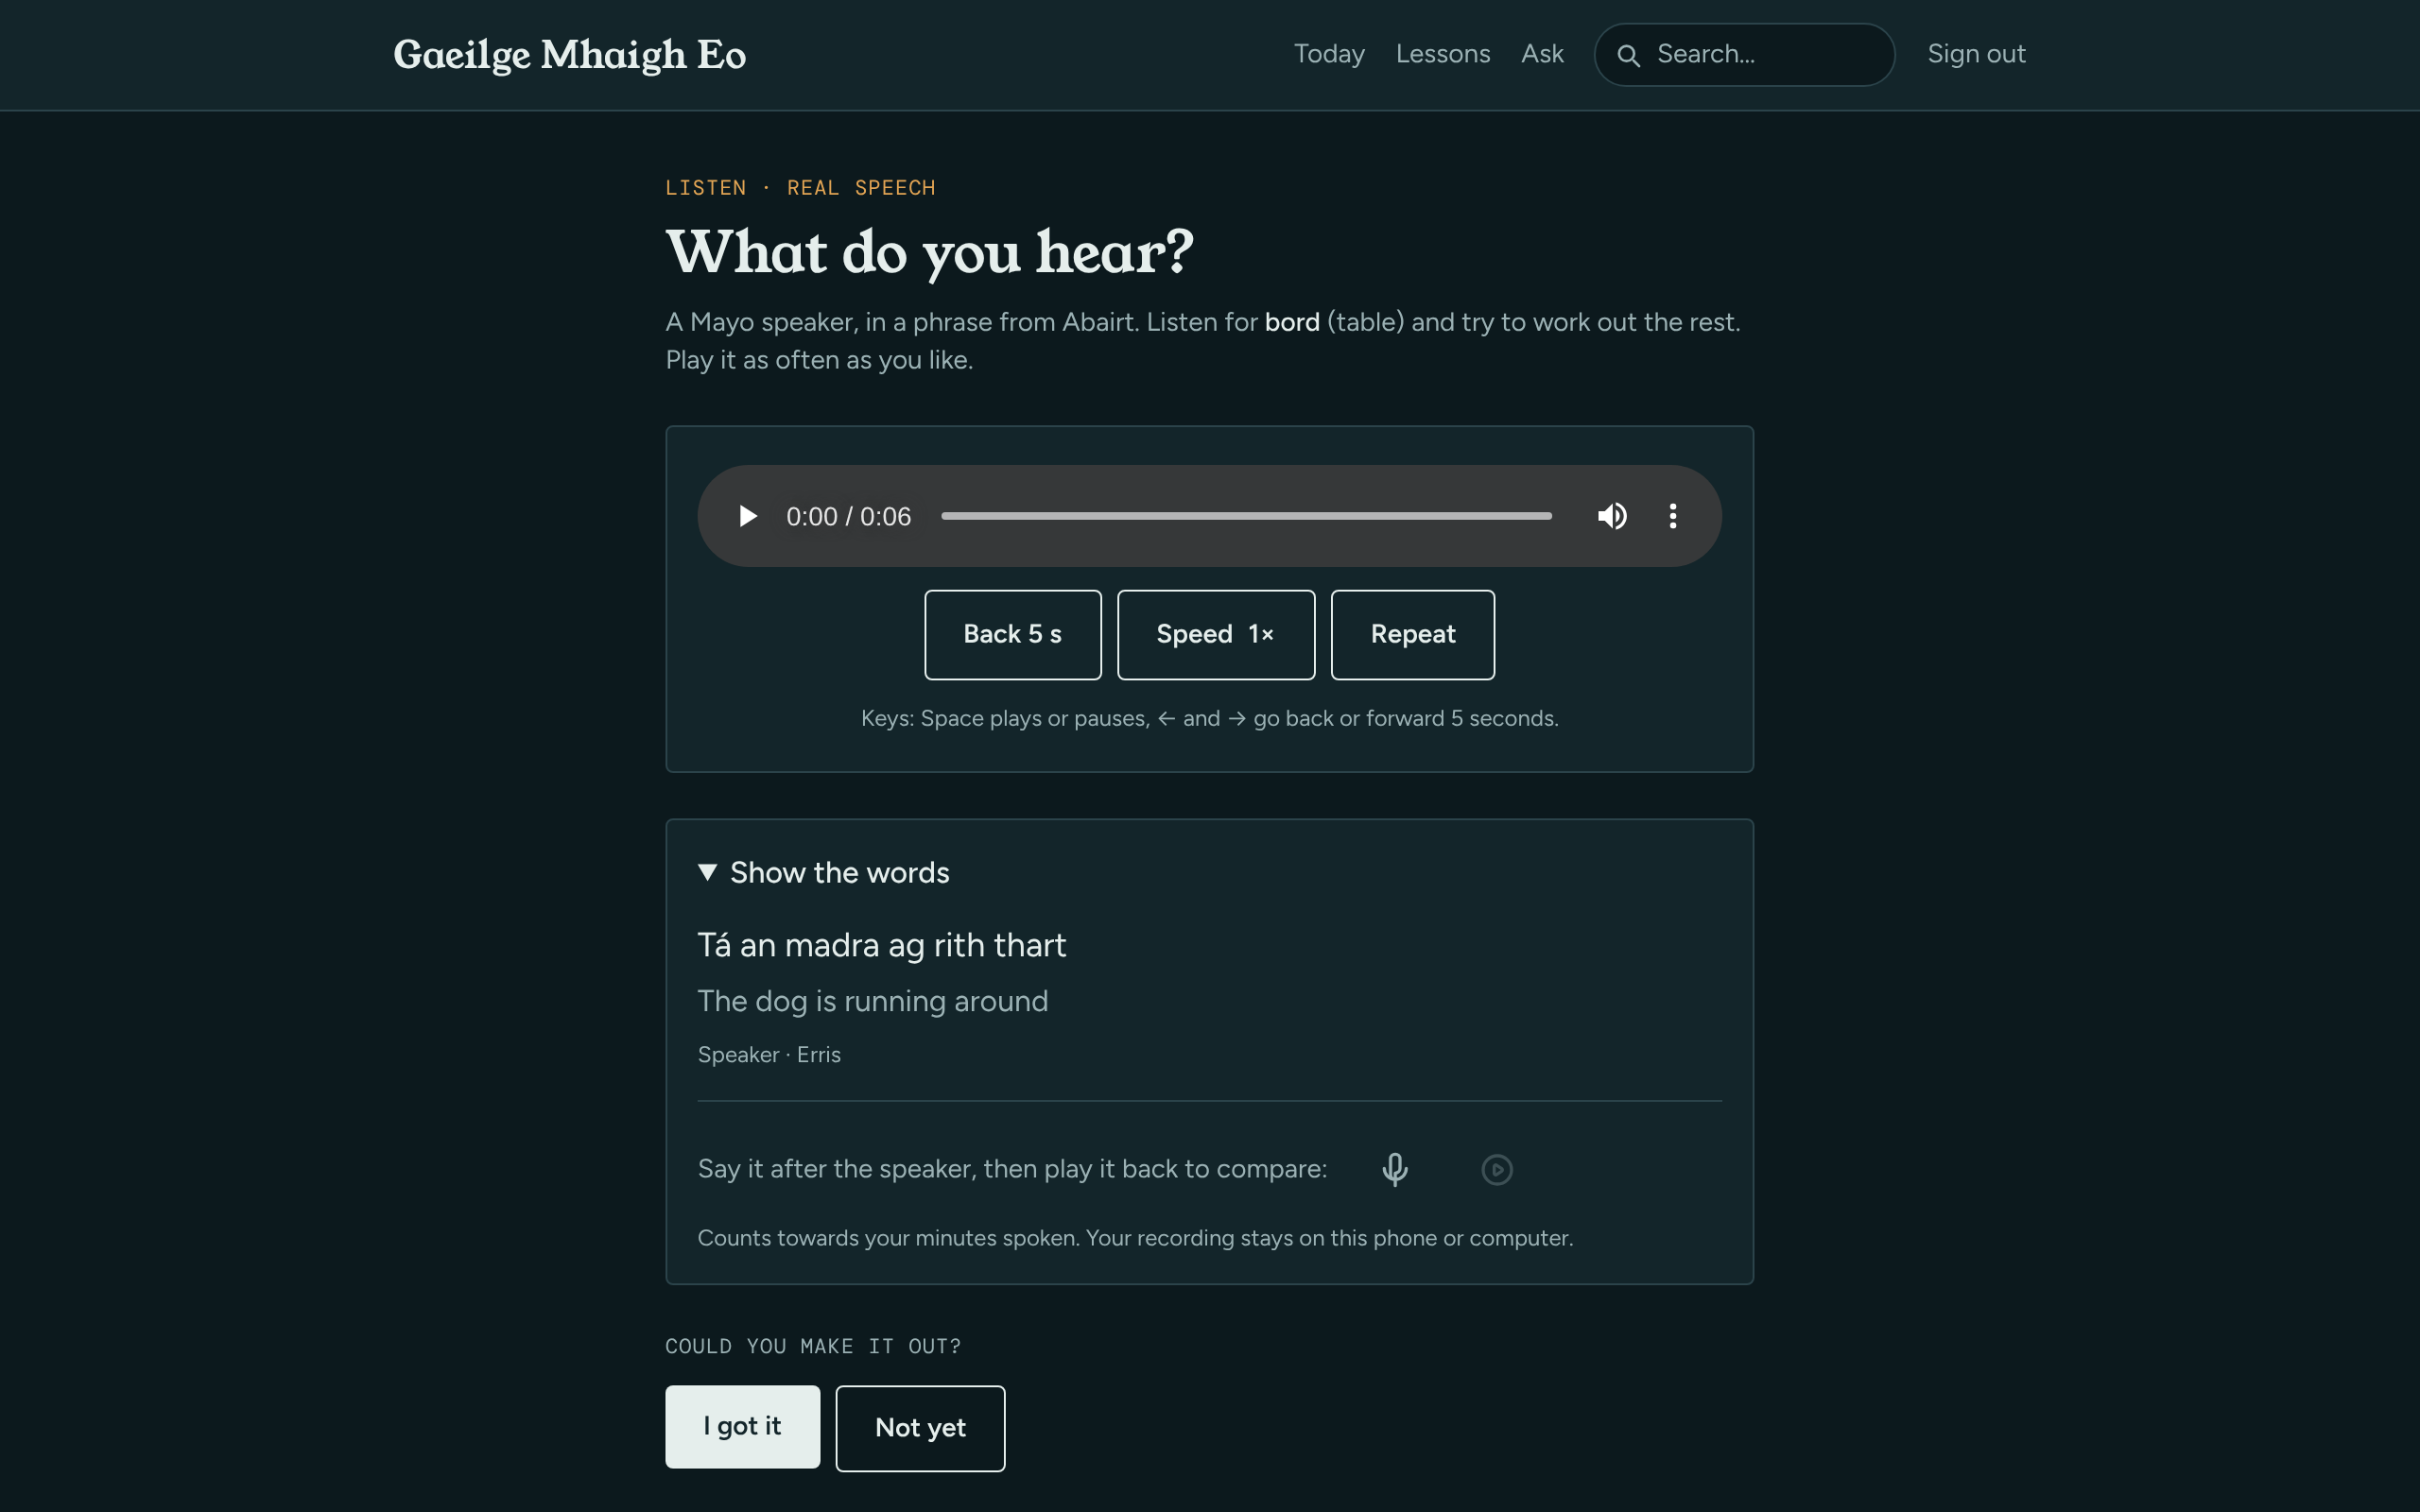 Gaeilge Mhaigh Eo
Today Lessons Ask Search... Sign out
LISTEN · REAL SPEECH
What do you hear?
A Mayo speaker, in a phrase from Abairt. Listen for bord (table) and try to work out the rest.
Play it as often as you like.
0:00 / 0:06
Back 5 s Speed 1× Repeat
Keys: Space plays or pauses, ← and → go back or forward 5 seconds.
Show the words
Tá an madra ag rith thart
The dog is running around
Speaker · Erris
Say it after the speaker, then play it back to compare:
Counts towards your minutes spoken. Your recording stays on this phone or computer.
COULD YOU MAKE IT OUT?
I got it Not yet